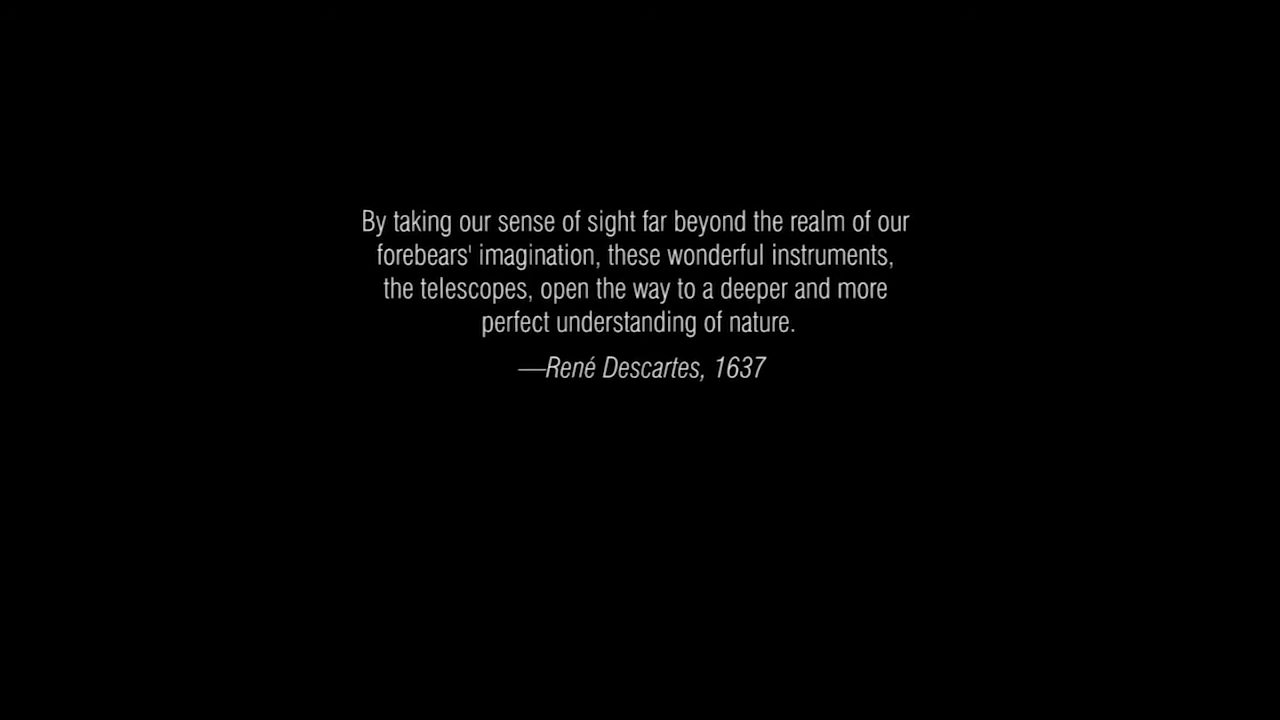 By taking our sense of sight far beyond the realm of our
forebears' imagination, these wonderful instruments,
the telescopes, open the way to a deeper and more
perfect understanding of nature.
—René Descartes, 1637